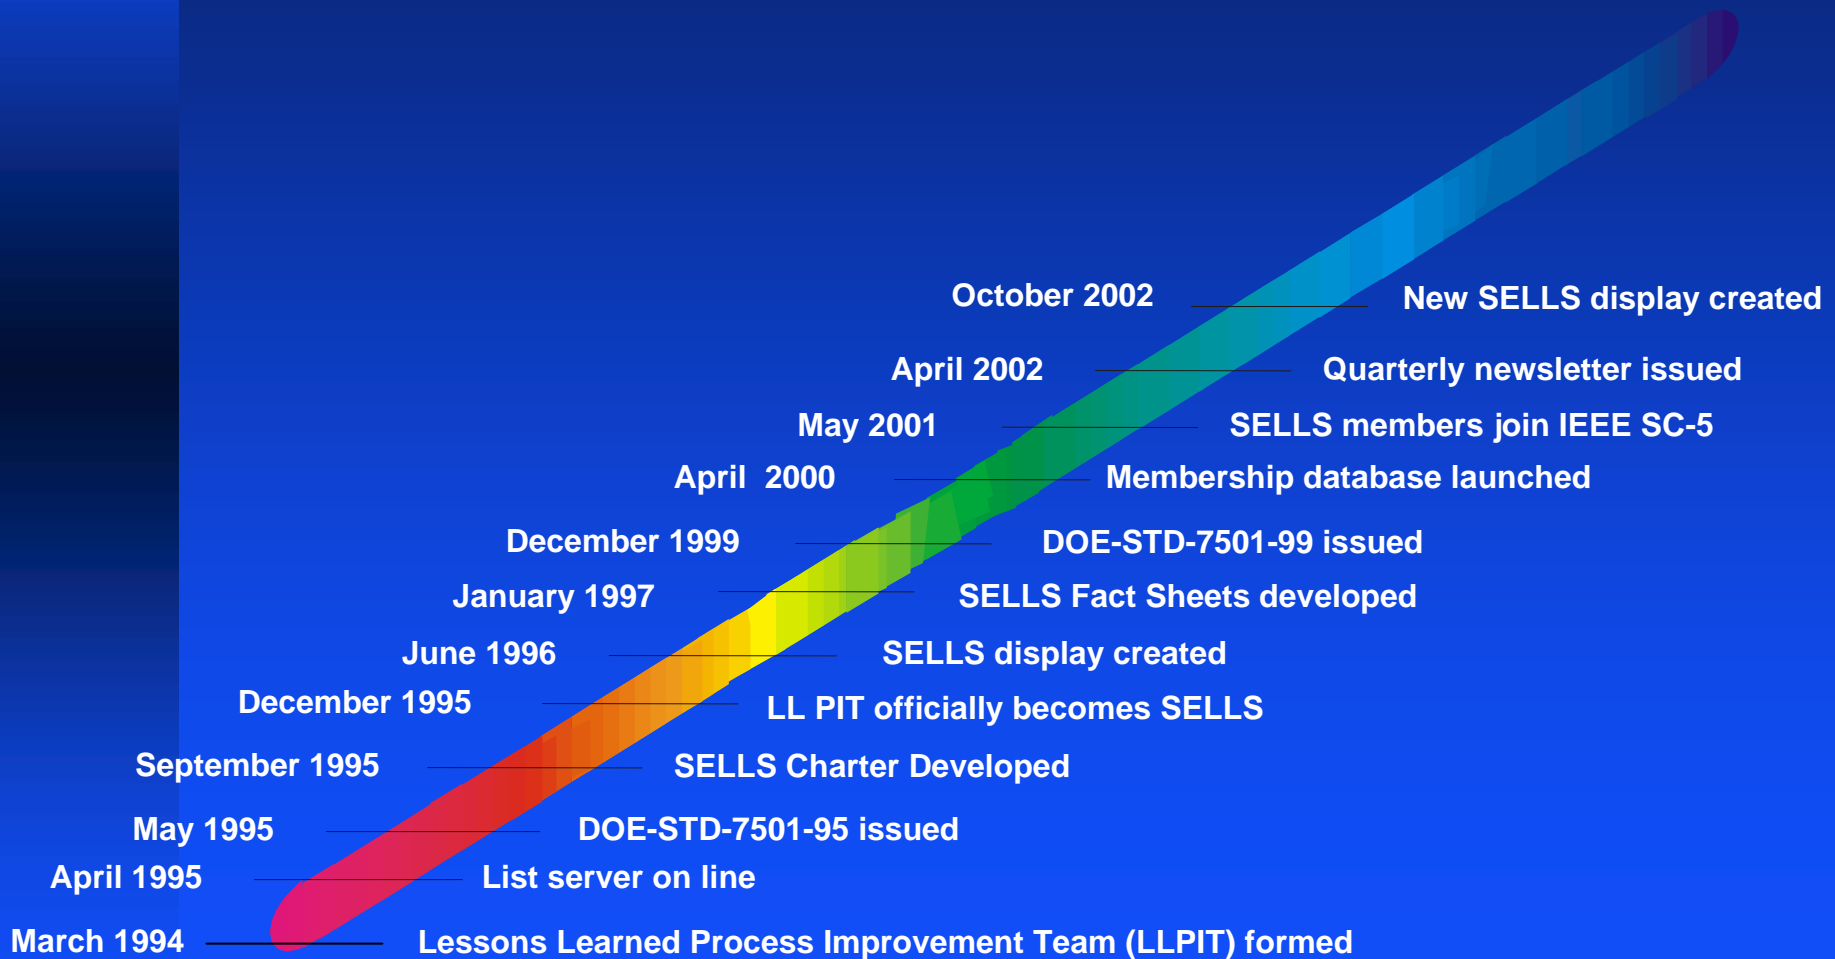 October 2002 New SELLS display created
April 2002 Quarterly newsletter issued
May 2001 SELLS members join IEEE SC-5
April  2000 Membership database launched
December 1999 DOE-STD-7501-99 issued
January 1997 SELLS Fact Sheets developed
June 1996 SELLS display created
December 1995 LL PIT officially becomes SELLS
September 1995 SELLS Charter Developed
May 1995 DOE-STD-7501-95 issued
April 1995 List server on line
March 1994 Lessons Learned Process Improvement Team (LLPIT) formed